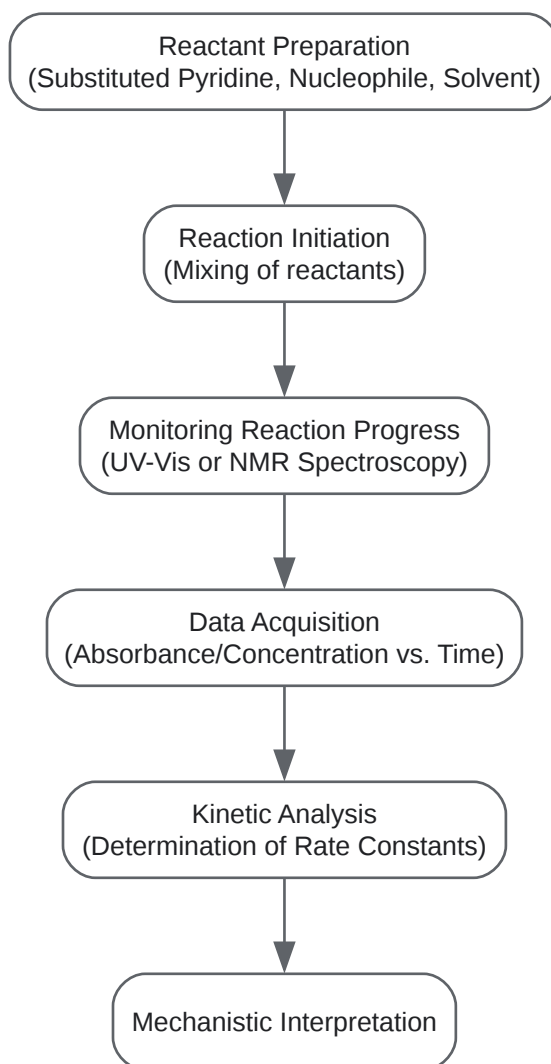 Reactant Preparation
(Substituted Pyridine, Nucleophile, Solvent)
Reaction Initiation
(Mixing of reactants)
Monitoring Reaction Progress
(UV-Vis or NMR Spectroscopy)
Data Acquisition
(Absorbance/Concentration vs. Time)
Kinetic Analysis
(Determination of Rate Constants)
Mechanistic Interpretation